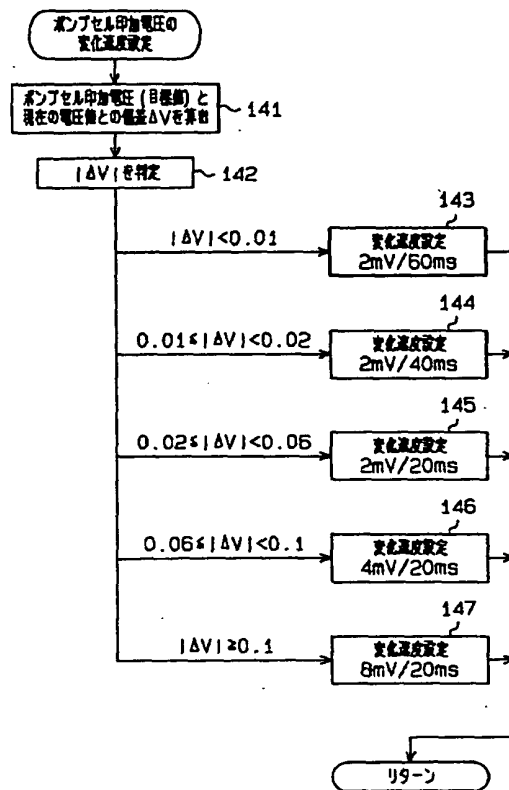 ポンプセル印加電圧の
変化速度設定
ポンプセル印加電圧(目標値)と
現在の電圧値との偏差ΔVを算出
141
|ΔV|を判定
142
143
|ΔV|<0.01
変化速度設定
2mV/60ms
144
0.01≤|ΔV|<0.02
変化速度設定
2mV/40ms
145
0.02≤|ΔV|<0.06
変化速度設定
2mV/20ms
146
0.06≤|ΔV|<0.1
変化速度設定
4mV/20ms
147
|ΔV|≥0.1
変化速度設定
8mV/20ms
リターン